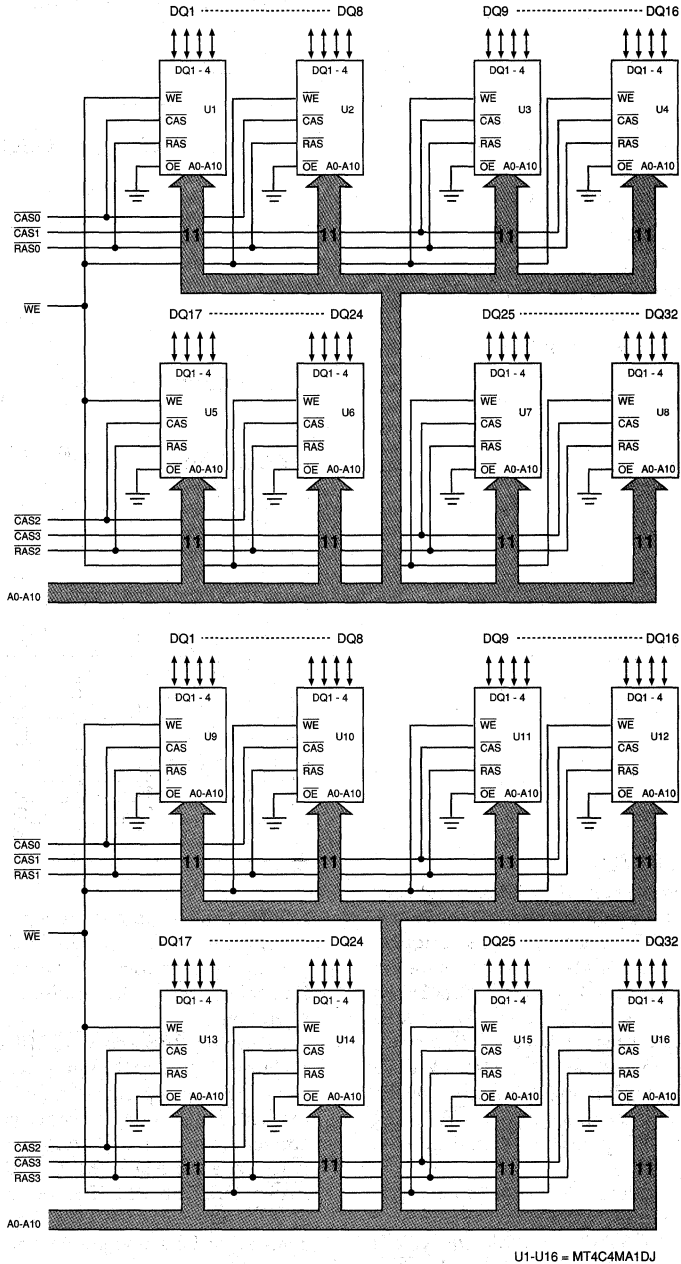 DQ1 DQ8 DQ9 DQ16
DQ1 - 4 DQ1 - 4 DQ1 - 4 DQ1 - 4
WE U1 WE U2 WE U3 WE U4
CAS CAS CAS CAS
RAS RAS RAS RAS
OE A0-A10 OE A0-A10 OE A0-A10 OE A0-A10
CAS0
CAS1
RAS0
11 11 11 11
WE
DQ17 DQ24 DQ25 DQ32
DQ1 - 4 DQ1 - 4 DQ1 - 4 DQ1 - 4
WE U5 WE U6 WE U7 WE U8
CAS CAS CAS CAS
RAS RAS RAS RAS
OE A0-A10 OE A0-A10 OE A0-A10 OE A0-A10
CAS2
CAS3
RAS2
11 11 11 11
A0-A10
DQ1 DQ8 DQ9 DQ16
DQ1 - 4 DQ1 - 4 DQ1 - 4 DQ1 - 4
WE U9 WE U10 WE U11 WE U12
CAS CAS CAS CAS
RAS RAS RAS RAS
OE A0-A10 OE A0-A10 OE A0-A10 OE A0-A10
CAS0
CAS1
RAS1
11 11 11 11
WE
DQ17 DQ24 DQ25 DQ32
DQ1 - 4 DQ1 - 4 DQ1 - 4 DQ1 - 4
WE U13 WE U14 WE U15 WE U16
CAS CAS CAS CAS
RAS RAS RAS RAS
OE A0-A10 OE A0-A10 OE A0-A10 OE A0-A10
CAS2
CAS3
RAS3
11 11 11 11
A0-A10
U1-U16 = MT4C4MA1DJ